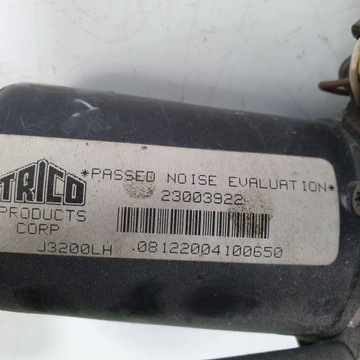 TRICO
PRODUCTS
CORP
*PASSED NOISE EVALUATION*
23003922
J3200LH 08122004100650